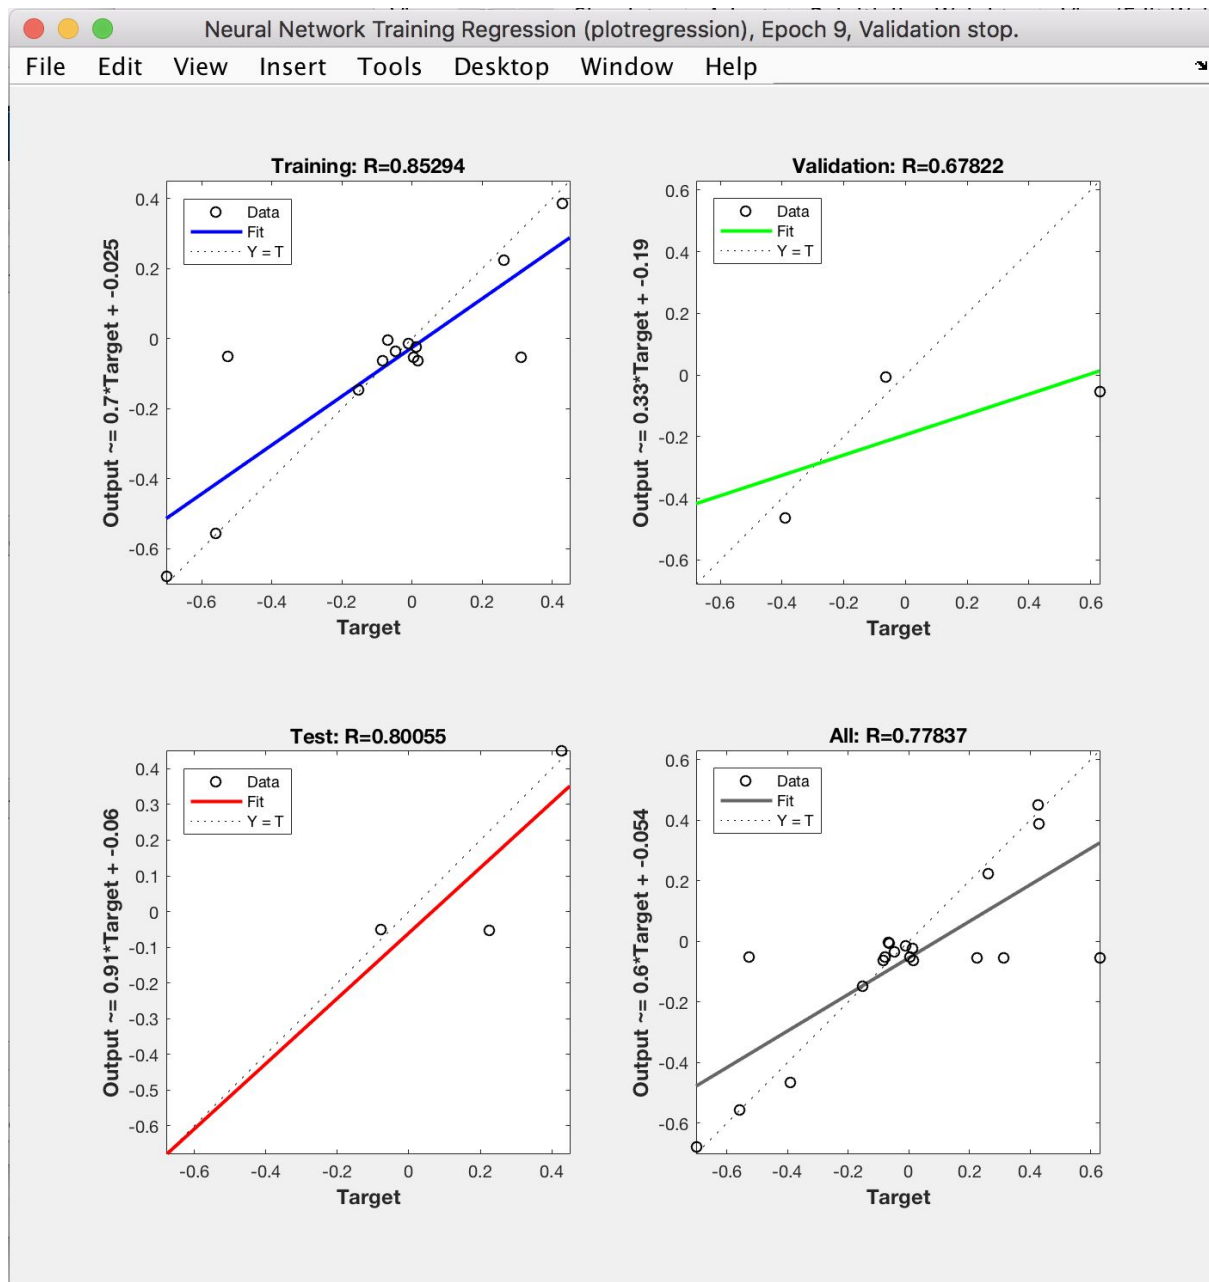 Neural Network Training Regression (plotregression), Epoch 9, Validation stop.
File Edit View Insert Tools Desktop Window Help
Training: R=0.85294
Output ~= 0.7*Target + -0.025
0.4
0.2
0
-0.2
-0.4
-0.6
Data
Fit
Y = T
-0.6 -0.4 -0.2 0 0.2 0.4
Target
Validation: R=0.67822
Output ~= 0.33*Target + -0.19
0.6
0.4
0.2
0
-0.2
-0.4
-0.6
Data
Fit
Y = T
-0.6 -0.4 -0.2 0 0.2 0.4 0.6
Target
Test: R=0.80055
Output ~= 0.91*Target + -0.06
0.4
0.3
0.2
0.1
0
-0.1
-0.2
-0.3
-0.4
-0.5
-0.6
Data
Fit
Y = T
-0.6 -0.4 -0.2 0 0.2 0.4
Target
All: R=0.77837
Output ~= 0.6*Target + -0.054
0.6
0.4
0.2
0
-0.2
-0.4
-0.6
Data
Fit
Y = T
-0.6 -0.4 -0.2 0 0.2 0.4 0.6
Target